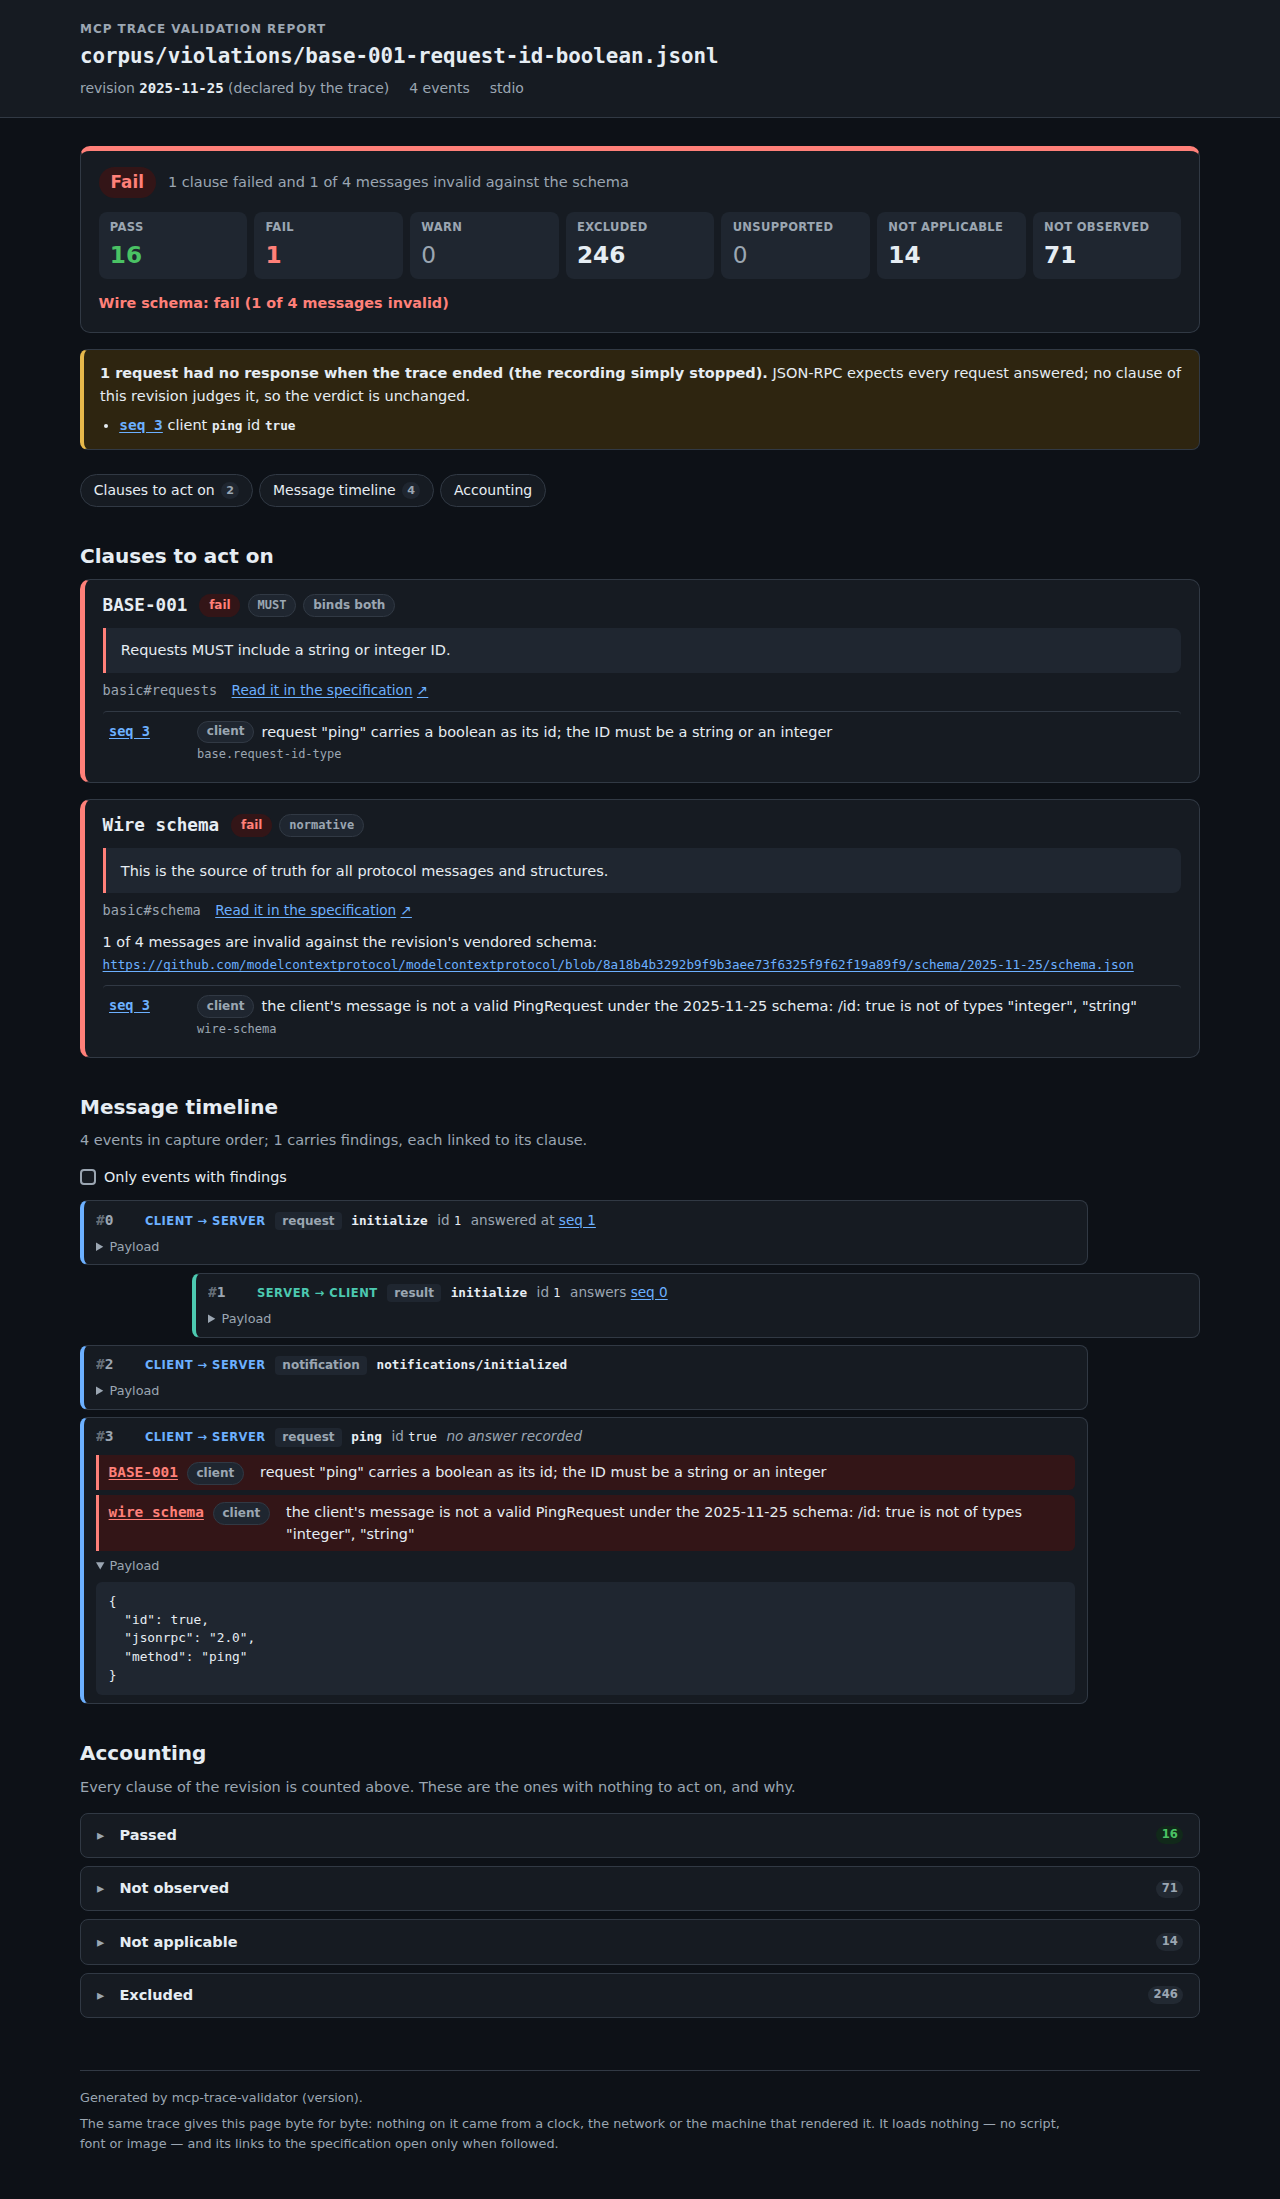 MCP TRACE VALIDATION REPORT
corpus/violations/base-001-request-id-boolean.jsonl
revision 2025-11-25 (declared by the trace) 4 events stdio
Fail 1 clause failed and 1 of 4 messages invalid against the schema
PASS FAIL WARN EXCLUDED UNSUPPORTED NOT APPLICABLE NOT OBSERVED
16 1 0 246 0 14 71
Wire schema: fail (1 of 4 messages invalid)
1 request had no response when the trace ended (the recording simply stopped). JSON-RPC expects every request answered; no clause of
this revision judges it, so the verdict is unchanged.
• seq 3 client ping id true
Clauses to act on 2 Message timeline 4 Accounting
Clauses to act on
BASE-001 fail MUST binds both
Requests MUST include a string or integer ID.
basic#requests Read it in the specification ↗
seq 3 client request "ping" carries a boolean as its id; the ID must be a string or an integer
base.request-id-type
Wire schema fail normative
This is the source of truth for all protocol messages and structures.
basic#schema Read it in the specification ↗
1 of 4 messages are invalid against the revision's vendored schema:
https://github.com/modelcontextprotocol/modelcontextprotocol/blob/8a18b4b3292b9f9b3aee73f6325f9f62f19a89f9/schema/2025-11-25/schema.json
seq 3 client the client's message is not a valid PingRequest under the 2025-11-25 schema: /id: true is not of types "integer", "string"
wire-schema
Message timeline
4 events in capture order; 1 carries findings, each linked to its clause.
Only events with findings
#0 CLIENT → SERVER request initialize id 1 answered at seq 1
▶ Payload
#1 SERVER → CLIENT result initialize id 1 answers seq 0
▶ Payload
#2 CLIENT → SERVER notification notifications/initialized
▶ Payload
#3 CLIENT → SERVER request ping id true no answer recorded
BASE-001 client request "ping" carries a boolean as its id; the ID must be a string or an integer
wire schema client the client's message is not a valid PingRequest under the 2025-11-25 schema: /id: true is not of types
"integer", "string"
▼ Payload
{
"id": true,
"jsonrpc": "2.0",
"method": "ping"
}
Accounting
Every clause of the revision is counted above. These are the ones with nothing to act on, and why.
▸ Passed 16
▸ Not observed 71
▸ Not applicable 14
▸ Excluded 246
Generated by mcp-trace-validator (version).
The same trace gives this page byte for byte: nothing on it came from a clock, the network or the machine that rendered it. It loads nothing — no script,
font or image — and its links to the specification open only when followed.